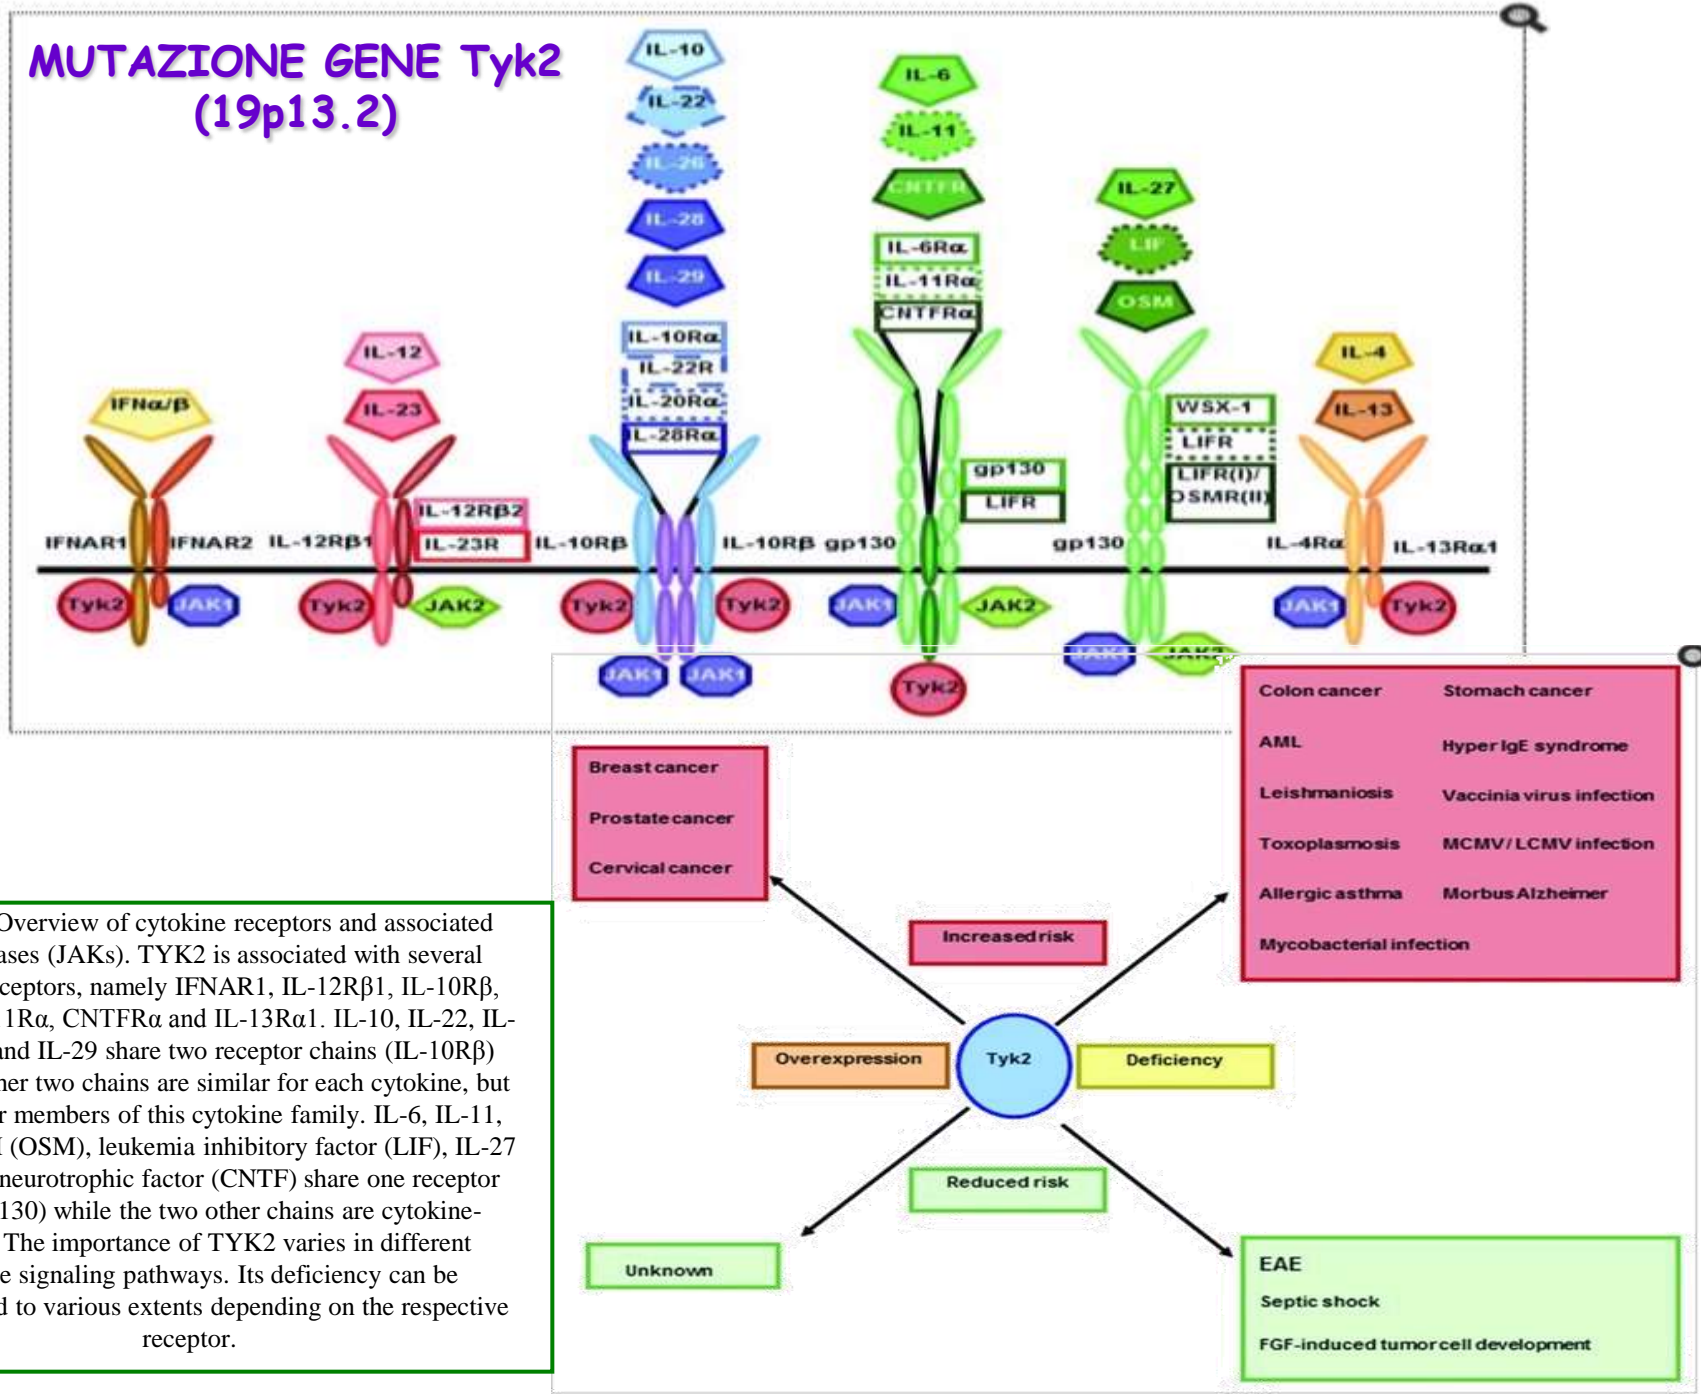 MUTAZIONE GENE Tyk2
(19p13.2)
IFNα/β
IFNAR1
IFNAR2
Tyk2
JAK1
IL-12
IL-23
IL-12Rβ2
IL-23R
IL-12Rβ1
Tyk2
JAK2
IL-10
IL-22
IL-26
IL-28
IL-29
IL-10Rα
IL-22R
IL-20Rα
IL-28Rα
IL-10Rβ
IL-10Rβ
Tyk2
Tyk2
JAK1
JAK1
IL-6
IL-11
CNTFR
IL-6Rα
IL-11Rα
CNTFRα
gp130
LIFR
gp130
JAK1
JAK2
Tyk2
IL-27
LIF
OSM
WSX-1
LIFR
LIFR(I)/
OSMR(II)
gp130
JAK1
JAK2
IL-4
IL-13
IL-4Rα
IL-13Rα1
JAK1
Tyk2
Breast cancer
Prostate cancer
Cervical cancer
Colon cancer
Stomach cancer
AML
Hyper IgE syndrome
Leishmaniosis
Vaccinia virus infection
Toxoplasmosis
MCMV / LCMV infection
Allergic asthma
Morbus Alzheimer
Mycobacterial infection
Increased risk
Overexpression
Tyk2
Deficiency
Reduced risk
Unknown
EAE
Septic shock
FGF-induced tumor cell development
Overview of cytokine receptors and associated
ases (JAKs). TYK2 is associated with several
ceptors, namely IFNAR1, IL-12Rβ1, IL-10Rβ,
1Rα, CNTFRα and IL-13Rα1. IL-10, IL-22, IL-
and IL-29 share two receptor chains (IL-10Rβ)
her two chains are similar for each cytokine, but
r members of this cytokine family. IL-6, IL-11,
(OSM), leukemia inhibitory factor (LIF), IL-27
neurotrophic factor (CNTF) share one receptor
130) while the two other chains are cytokine-
The importance of TYK2 varies in different
e signaling pathways. Its deficiency can be
d to various extents depending on the respective
receptor.